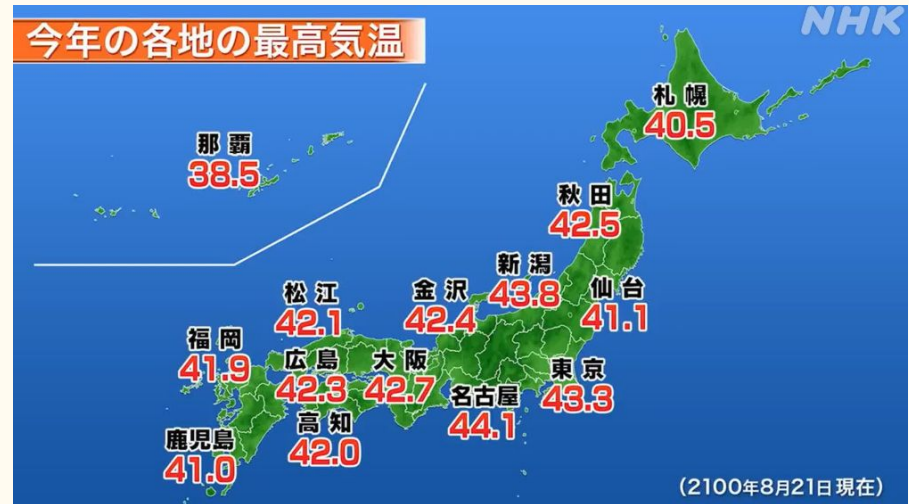 今年の各地の最高気温
NHK
札幌
40.5
那覇
38.5
秋田
42.5
新潟
43.8
仙台
41.1
金沢
42.4
松江
42.1
福岡
41.9
広島
42.3
大阪
42.7
東京
43.3
名古屋
44.1
高知
42.0
鹿児島
41.0
(2100年8月21日現在)